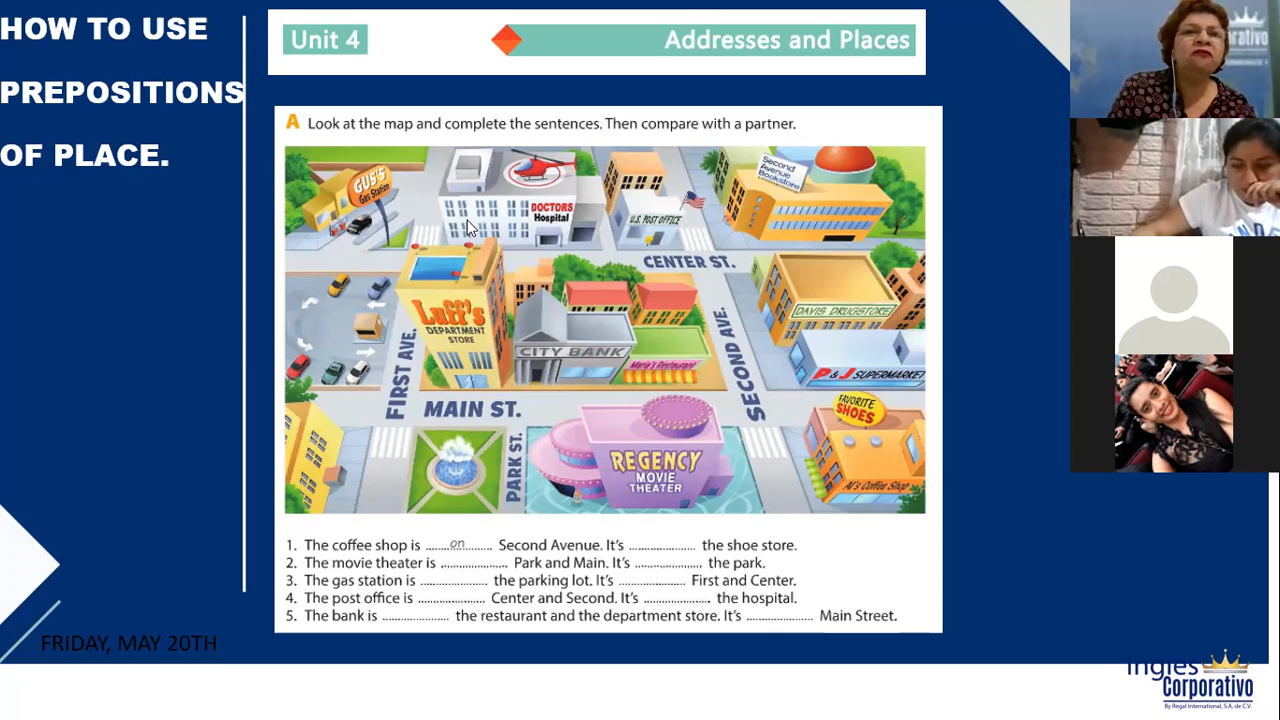 HOW TO USE
PREPOSITIONS
OF PLACE.
Unit 4
Addresses and Places
A Look at the map and complete the sentences. Then compare with a partner.
GUS'S
Gas Station
DOCTORS
Hospital
U.S. POST OFFICE
Second
Avenue
Bookstore
CENTER ST.
Luff's
DEPARTMENT
STORE
CITY BANK
Maria's Restaurant
DAVIS DRUGSTORE
P & J SUPERMARKET
FIRST AVE.
SECOND AVE.
MAIN ST.
PARK ST.
REGENCY
MOVIE
THEATER
FAVORITE
SHOES
Al's Coffee Shop
1. The coffee shop is ....on.... Second Avenue. It's ................ the shoe store.
2. The movie theater is ................ Park and Main. It's ................ the park.
3. The gas station is ................ the parking lot. It's ................ First and Center.
4. The post office is ................ Center and Second. It's ................ the hospital.
5. The bank is ................ the restaurant and the department store. It's ................ Main Street.
FRIDAY, MAY 20TH
Inglés
Corporativo
By Regal International, S.A. de C.V.